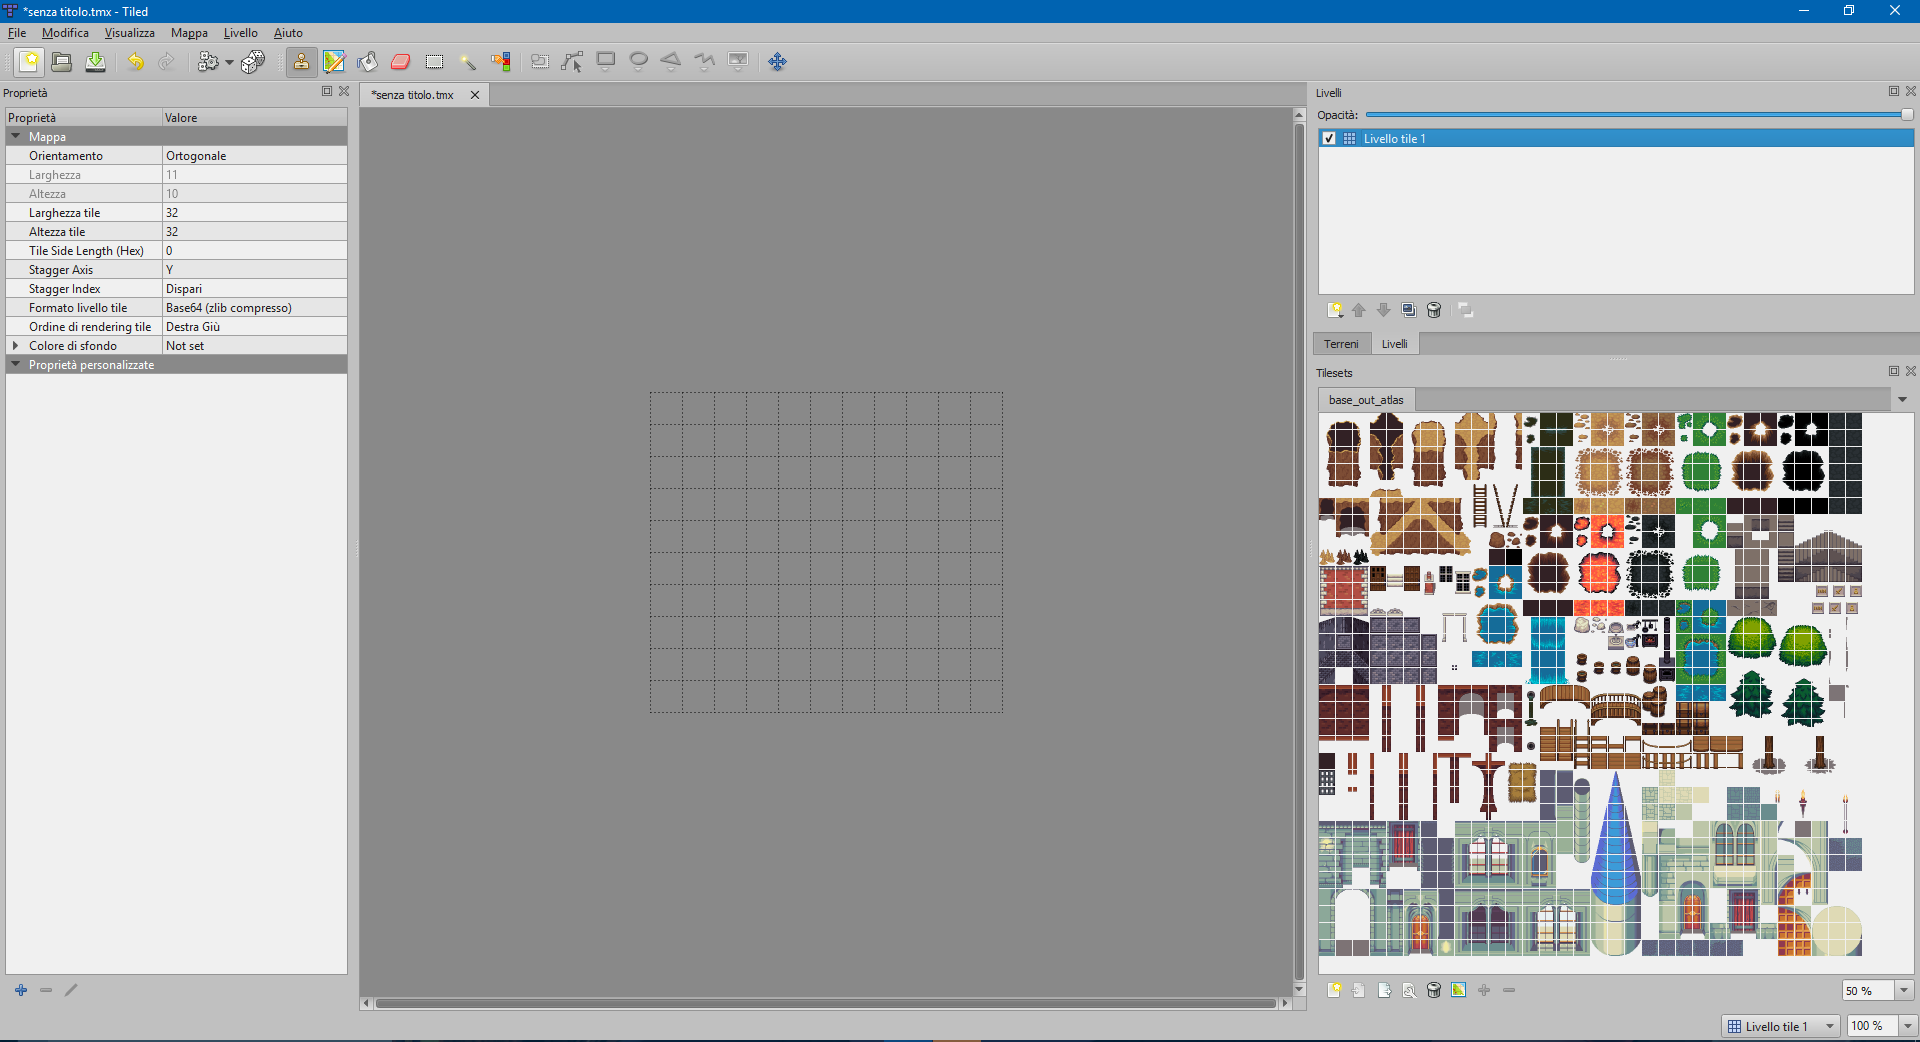 *senza titolo.tmx - Tiled
File Modifica Visualizza Mappa Livello Aiuto
Proprietà
Proprietà Valore
Mappa
Orientamento Ortogonale
Larghezza 11
Altezza 10
Larghezza tile 32
Altezza tile 32
Tile Side Length (Hex) 0
Stagger Axis Y
Stagger Index Dispari
Formato livello tile Base64 (zlib compresso)
Ordine di rendering tile Destra Giù
Colore di sfondo Not set
Proprietà personalizzate
*senza titolo.tmx
Livelli
Opacità:
Livello tile 1
Terreni Livelli
Tilesets
base_out_atlas
50 %
Livello tile 1 100 %